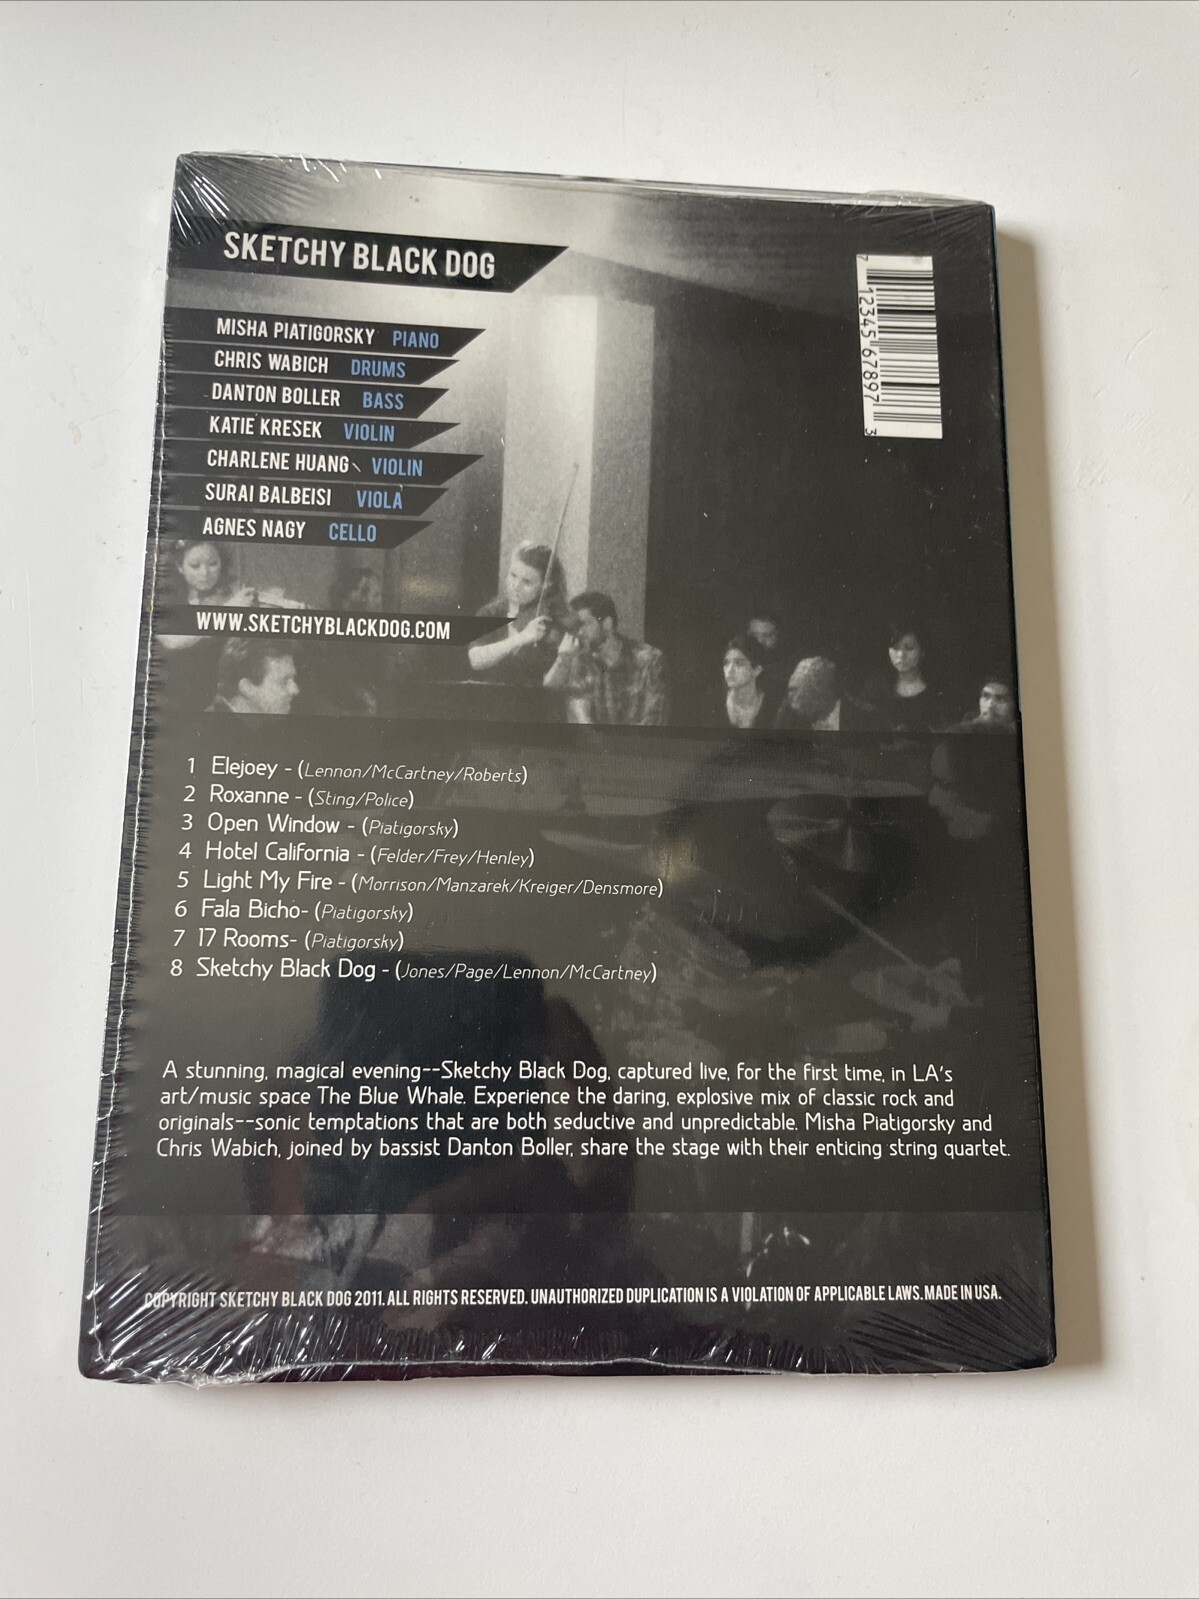 SKETCHY BLACK DOG
MISHA PIATIGORSKY PIANO
CHRIS WABICH DRUMS
DANTON BOLLER BASS
KATIE KRESEK VIOLIN
CHARLENE HUANG VIOLIN
SURAI BALBEISI VIOLA
AGNES NAGY CELLO
WWW.SKETCHYBLACKDOG.COM
7 12345 67897 3
1 Elejoey - (Lennon/McCartney/Roberts)
2 Roxanne - (Sting/Police)
3 Open Window - (Piatigorsky)
4 Hotel California - (Felder/Frey/Henley)
5 Light My Fire - (Morrison/Manzarek/Kreiger/Densmore)
6 Fala Bicho- (Piatigorsky)
7 17 Rooms- (Piatigorsky)
8 Sketchy Black Dog - (Jones/Page/Lennon/McCartney)
A stunning, magical evening--Sketchy Black Dog, captured live, for the first time, in LA's
art/music space The Blue Whale. Experience the daring, explosive mix of classic rock and
originals--sonic temptations that are both seductive and unpredictable. Misha Piatigorsky and
Chris Wabich, joined by bassist Danton Boller, share the stage with their enticing string quartet.
COPYRIGHT SKETCHY BLACK DOG 2011. ALL RIGHTS RESERVED. UNAUTHORIZED DUPLICATION IS A VIOLATION OF APPLICABLE LAWS. MADE IN USA.